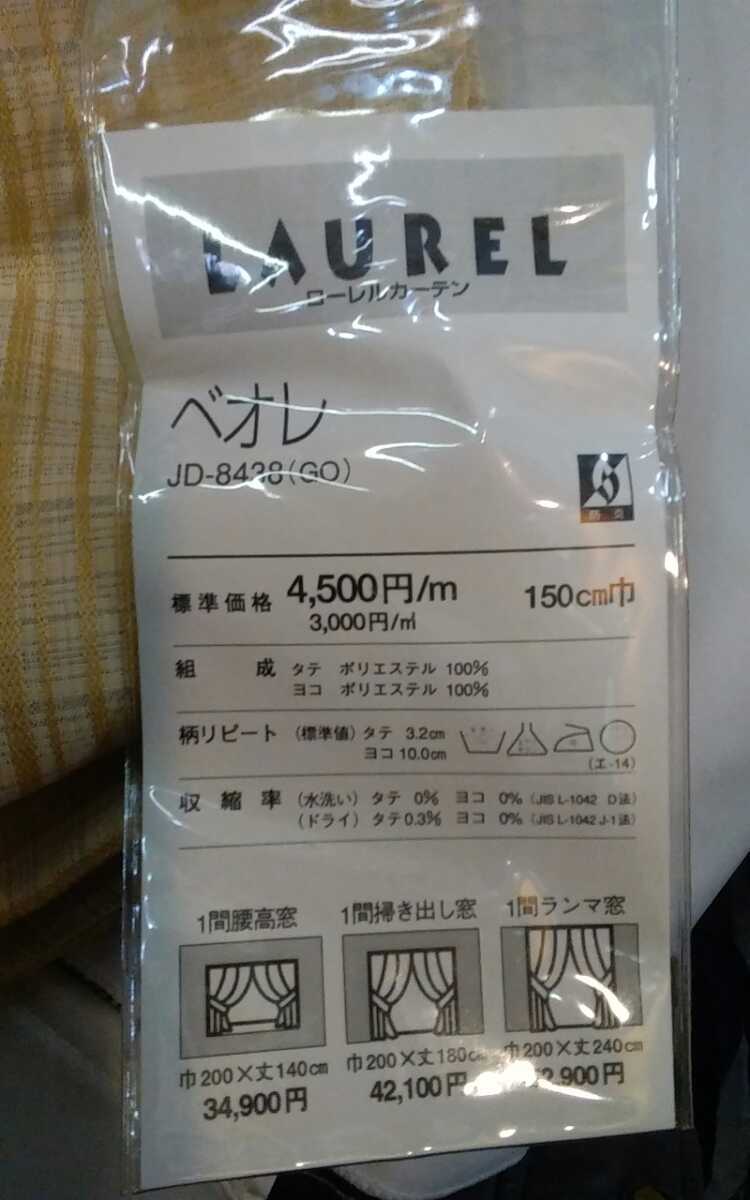 LAUREL
ローレルカーテン
ベオレ
JD-8438(GO)
防炎
標準価格 4,500円/m 150cm巾
3,000円/㎡
組成 タテ ポリエステル 100%
ヨコ ポリエステル 100%
柄リピート (標準値) タテ 3.2cm
ヨコ 10.0cm
(エ-14)
収縮率 (水洗い) タテ 0% ヨコ 0% (JIS L-1042 D法)
(ドライ) タテ0.3% ヨコ 0% (JIS L-1042 J-1法)
1間腰高窓 1間掃き出し窓 1間ランマ窓
巾200×丈140cm 巾200×丈180cm 巾200×丈240cm
34,900円 42,100円